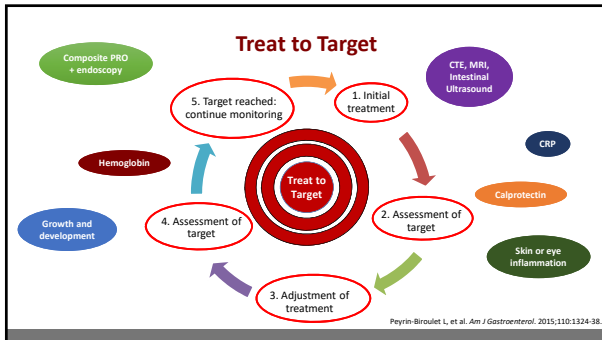 Treat to Target
Composite PRO
+ endoscopy
CTE, MRI,
Intestinal
Ultrasound
5. Target reached:
continue monitoring
1. Initial
treatment
CRP
Hemoglobin
Treat to
Target
Calprotectin
4. Assessment of
target
2. Assessment of
target
Growth and
development
Skin or eye
inflammation
3. Adjustment of
treatment
Peyrin-Biroulet L, et al. Am J Gastroenterol. 2015;110:1324-38.